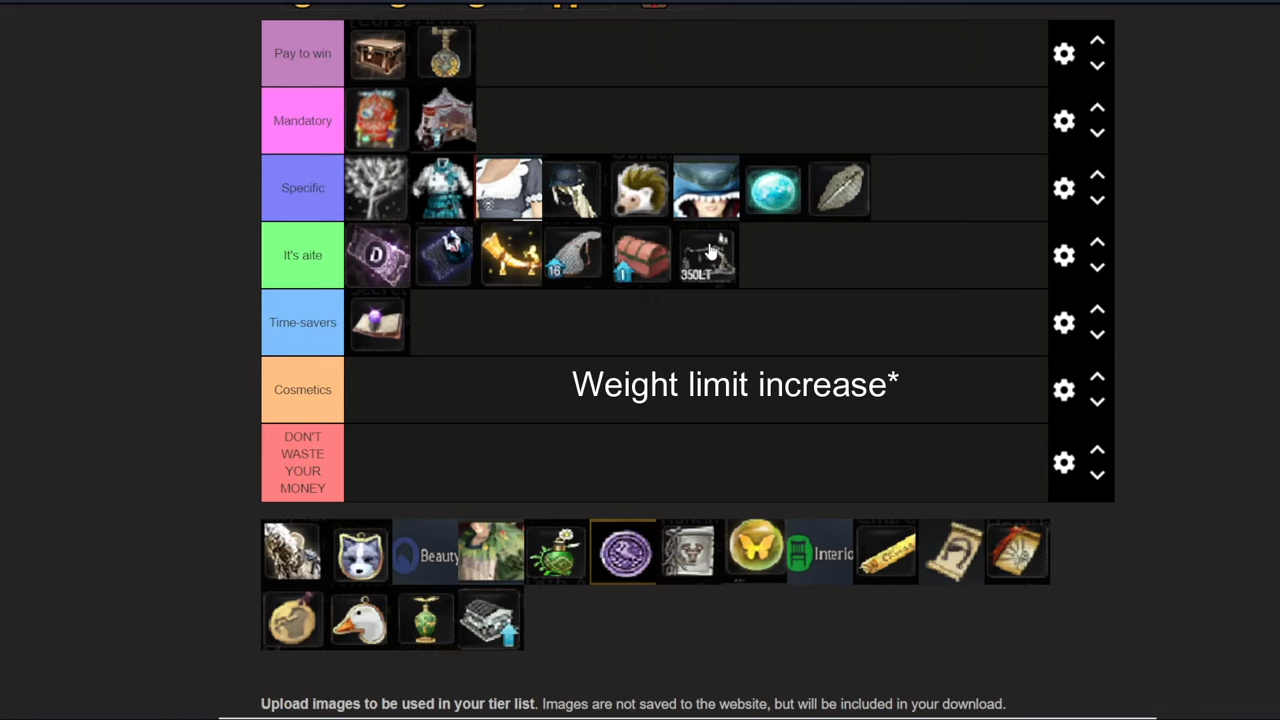 Pay to win
Mandatory
Specific
It's aite
16
1
350LT
Time-savers
Cosmetics
Weight limit increase*
DON'T
WASTE
YOUR
MONEY
Beauty
Interio
Upload images to be used in your tier list. Images are not saved to the website, but will be included in your download.